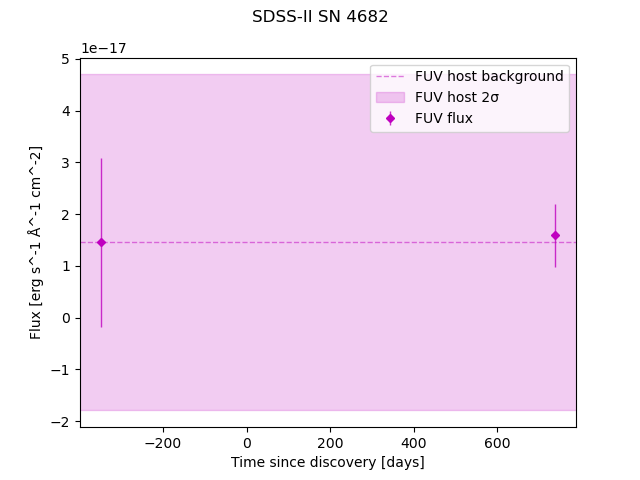 SDSS-II SN 4682
1e−17
FUV host background
FUV host 2σ
FUV flux
5
4
3
2
1
0
−1
−2
Flux [erg s^-1 Å^-1 cm^-2]
−200
0
200
400
600
Time since discovery [days]